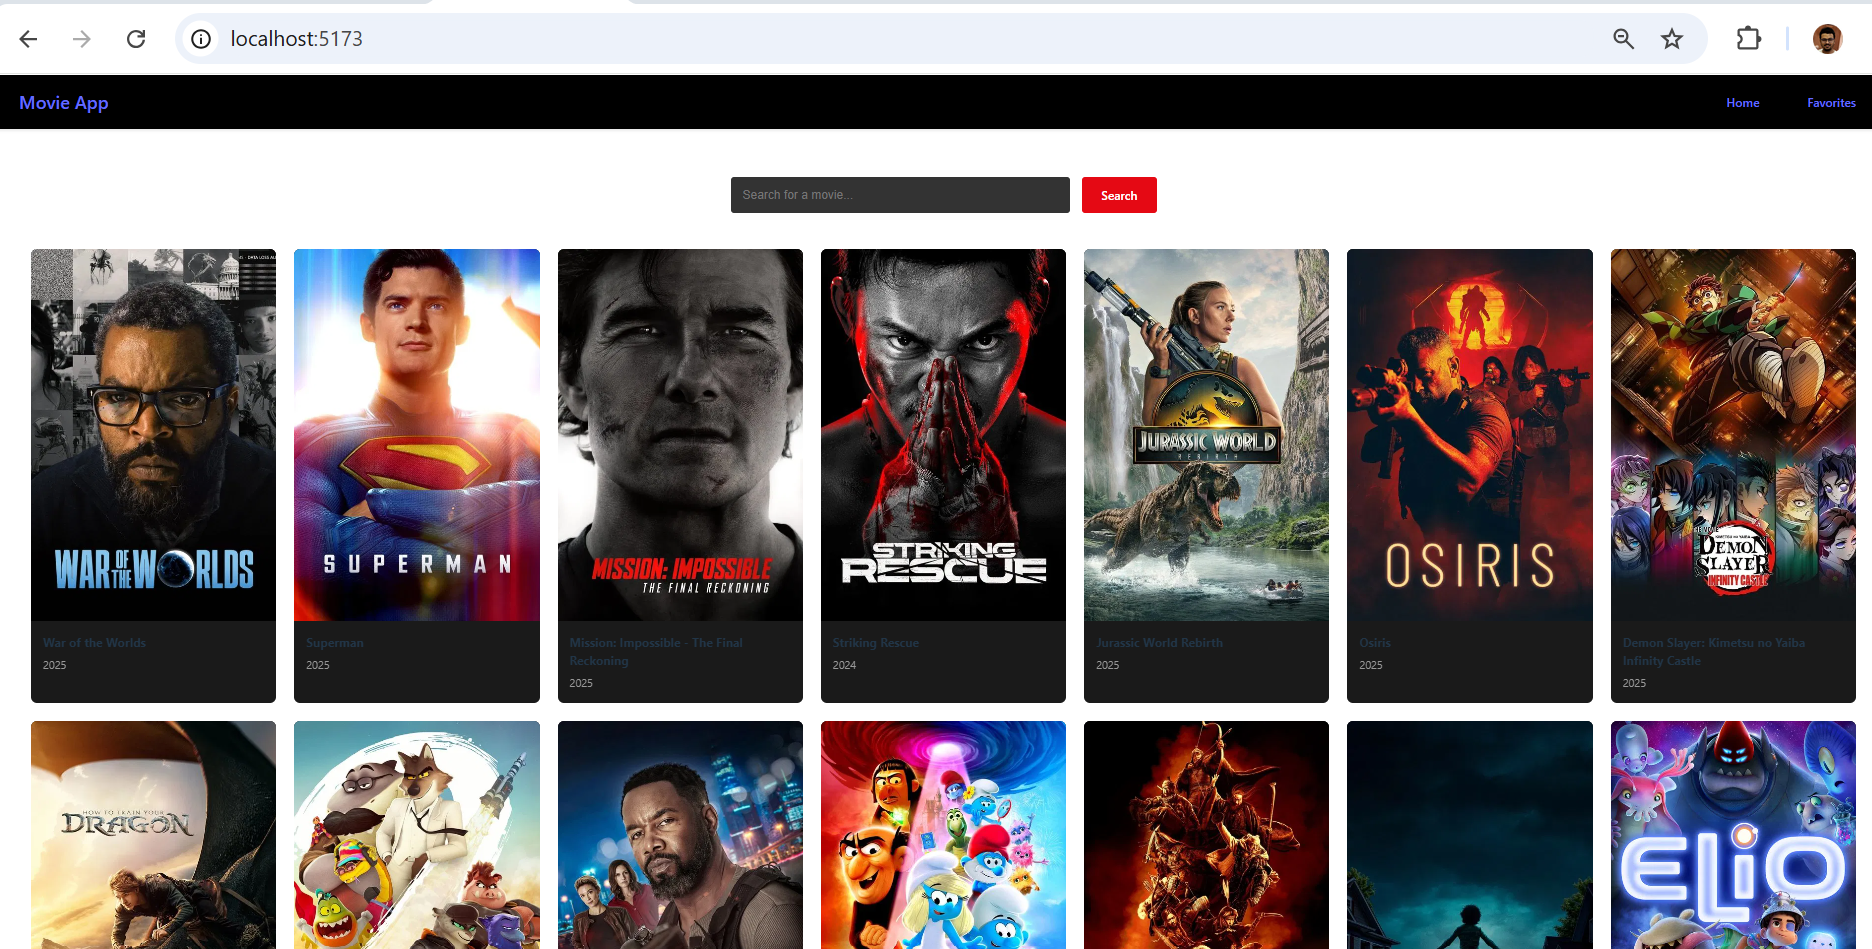 localhost:5173
Movie App
Home
Favorites
Search for a movie...
Search
WAR OF THE WORLDS
SUPERMAN
MISSION: IMPOSSIBLE
THE FINAL RECKONING
STRIKING
RESCUE
JURASSIC WORLD
REBIRTH
OSIRIS
KIMETSU NO YAIBA
DEMON
SLAYER
INFINITY CASTLE
War of the Worlds
2025
Superman
2025
Mission: Impossible - The Final
Reckoning
2025
Striking Rescue
2024
Jurassic World Rebirth
2025
Osiris
2025
Demon Slayer: Kimetsu no Yaiba
Infinity Castle
2025
HOW TO TRAIN YOUR
DRAGON
ELIO